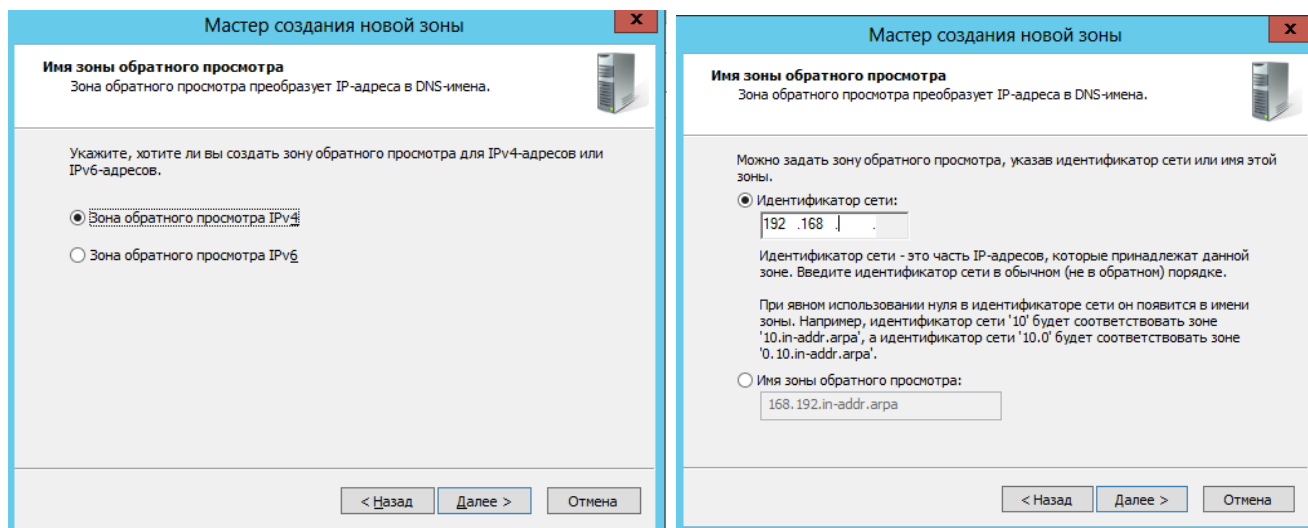 Мастер создания новой зоны
x
Имя зоны обратного просмотра
Зона обратного просмотра преобразует IP-адреса в DNS-имена.
Укажите, хотите ли вы создать зону обратного просмотра для IPv4-адресов или
IPv6-адресов.
Зона обратного просмотра IPv4
Зона обратного просмотра IPv6
< Назад
Далее >
Отмена
Мастер создания новой зоны
x
Имя зоны обратного просмотра
Зона обратного просмотра преобразует IP-адреса в DNS-имена.
Можно задать зону обратного просмотра, указав идентификатор сети или имя этой
зоны.
Идентификатор сети:
192 .168 . .
Идентификатор сети - это часть IP-адресов, которые принадлежат данной
зоне. Введите идентификатор сети в обычном (не в обратном) порядке.
При явном использовании нуля в идентификаторе сети он появится в имени
зоны. Например, идентификатор сети '10' будет соответствовать зоне
'10.in-addr.arpa', а идентификатор сети '10.0' будет соответствовать зоне
'0.10.in-addr.arpa'.
Имя зоны обратного просмотра:
168.192.in-addr.arpa
< Назад
Далее >
Отмена